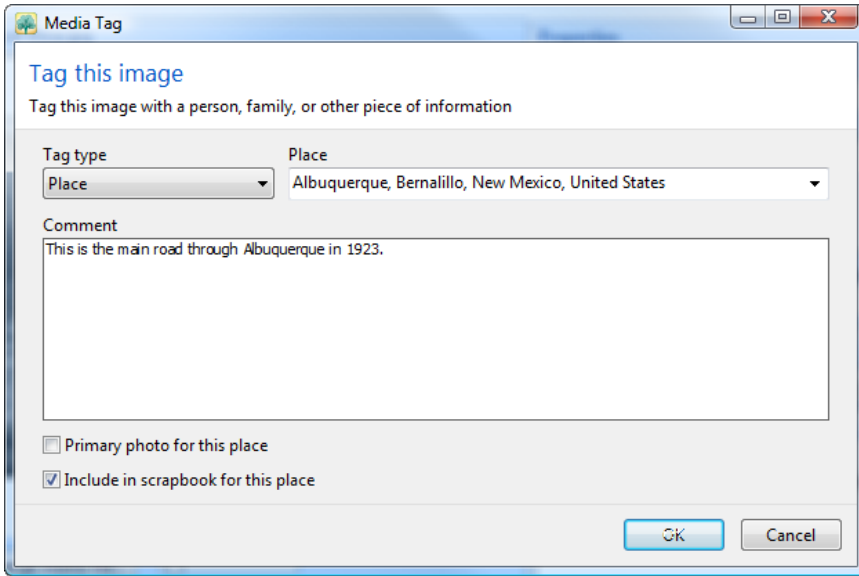 Media Tag
Tag this image
Tag this image with a person, family, or other piece of information
Tag type
Place
Place
Albuquerque, Bernalillo, New Mexico, United States
Comment
This is the main road through Albuquerque in 1923.
Primary photo for this place
Include in scrapbook for this place
OK
Cancel